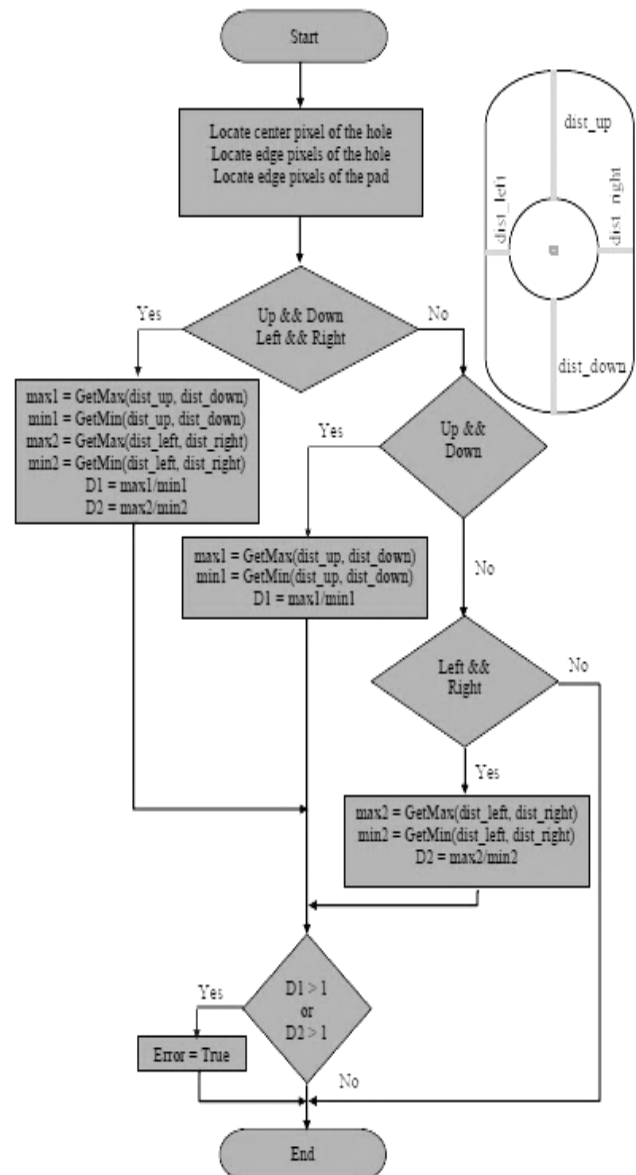 Start
Locate center pixel of the hole
Locate edge pixels of the hole
Locate edge pixels of the pad
dist_up
dist_left
dist_right
dist_down
Yes
Up && Down
Left && Right
No
max1 = GetMax(dist_up, dist_down)
min1 = GetMin(dist_up, dist_down)
max2 = GetMax(dist_left, dist_right)
min2 = GetMin(dist_left, dist_right)
D1 = max1/min1
D2 = max2/min2
Yes
Up &&
Down
max1 = GetMax(dist_up, dist_down)
min1 = GetMin(dist_up, dist_down)
D1 = max1/min1
No
Left &&
Right
No
Yes
max2 = GetMax(dist_left, dist_right)
min2 = GetMin(dist_left, dist_right)
D2 = max2/min2
Yes
D1 > 1
or
D2 > 1
Error = True
No
End